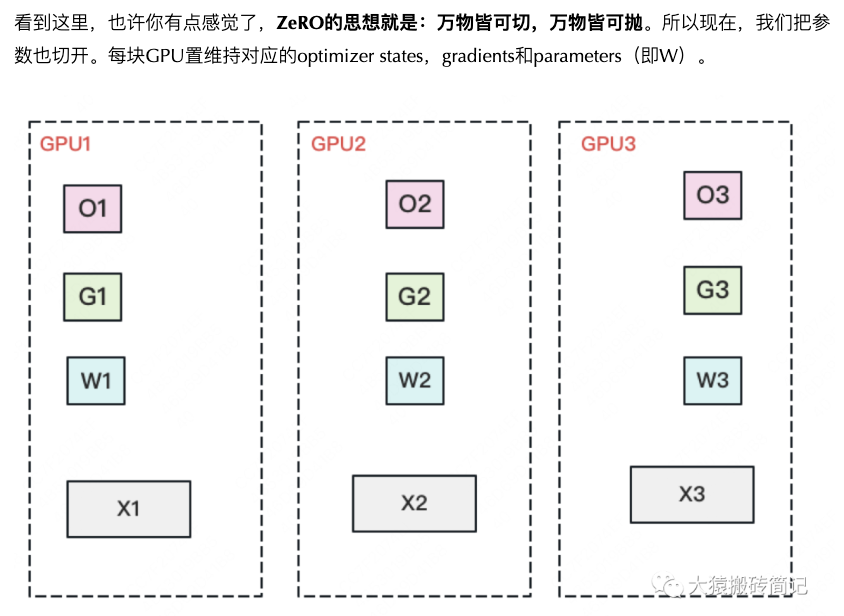 看到这里，也许你有点感觉了，ZeRO的思想就是：万物皆可切，万物皆可抛。所以现在，我们把参
数也切开。每块GPU置维持对应的optimizer states，gradients和parameters（即W）。
GPU1 GPU2 GPU3
O1 O2 O3
G1 G2 G3
W1 W2 W3
X1 X2 X3
大猿搬砖简记